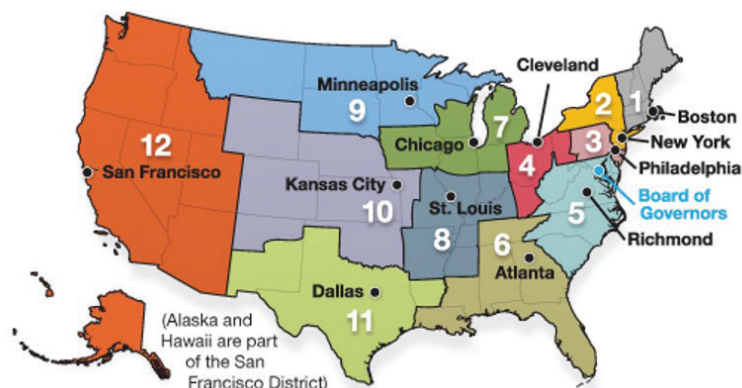 Cleveland
Minneapolis
9
2
1
Boston
Chicago
7
New York
12
3
Philadelphia
San Francisco
4
Kansas City
St. Louis
Board of
Governors
10
5
8
6
Richmond
Atlanta
Dallas
11
(Alaska and
Hawaii are part
of the San
Francisco District)